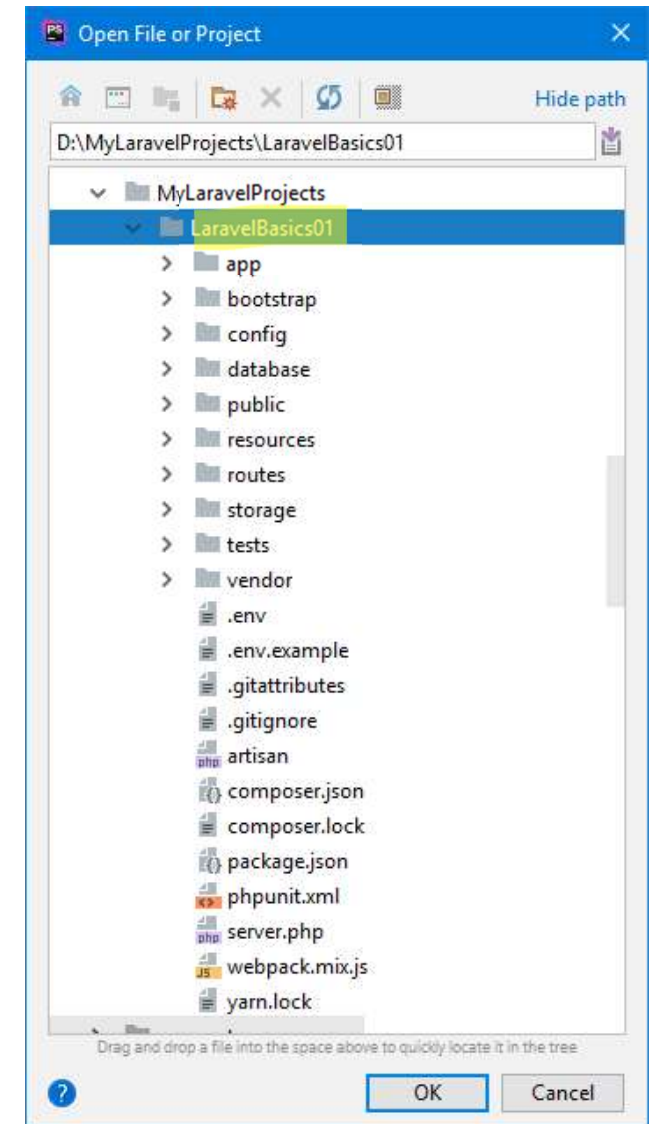 PS Open File or Project
Hide path
D:\MyLaravelProjects\LaravelBasics01
MyLaravelProjects
LaravelBasics01
app
bootstrap
config
database
public
resources
routes
storage
tests
vendor
.env
.env.example
.gitattributes
.gitignore
php artisan
composer.json
composer.lock
package.json
phpunit.xml
php server.php
JS webpack.mix.js
yarn.lock
Drag and drop a file into the space above to quickly locate it in the tree
? OK Cancel